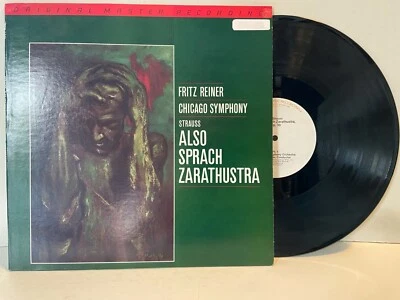 ORIGINAL MASTER RECORDING
FRITZ REINER
CHICAGO SYMPHONY
STRAUSS
ALSO
SPRACH
ZARATHUSTRA